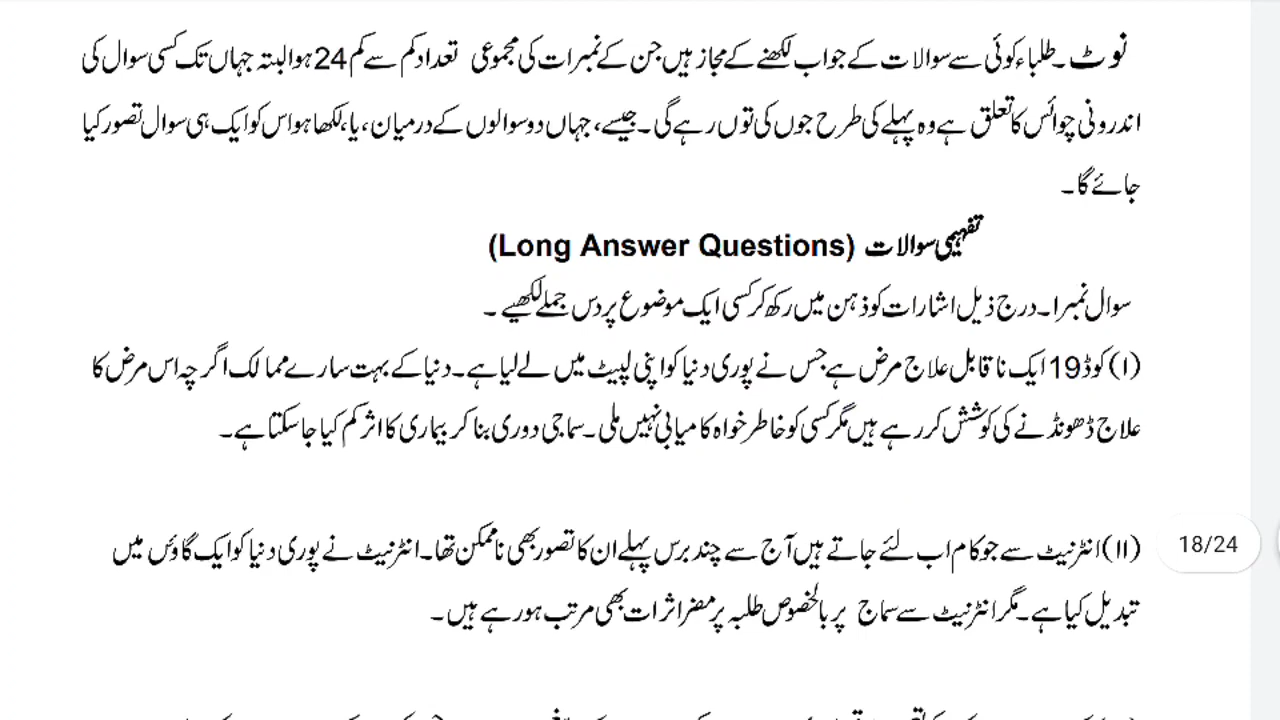 نوٹ۔ طلباء کوئی سے سوالات کے جواب لکھنے کے مجاز ہیں جن کے نمبرات کی مجموعی تعداد کم سے کم 24 ہو البتہ جہاں تک کسی سوال کی
اندرونی چوائس کا تعلق ہے وہ پہلے کی طرح جوں کی توں رہے گی۔ جیسے، جہاں دو سوالوں کے درمیان، یا، لکھا ہو اس کو ایک ہی سوال تصور کیا
جائے گا۔
تفہیمی سوالات (Long Answer Questions)
سوال نمبر ا۔ درج ذیل اشارات کو ذہن میں رکھ کر کسی ایک موضوع پر دس جملے لکھیے۔
(I) کوڈ 19 ایک نا قابل علاج مرض ہے جس نے پوری دنیا کو اپنی لپیٹ میں لے لیا ہے۔ دنیا کے بہت سارے ممالک اگر چہ اس مرض کا
علاج ڈھونڈنے کی کوشش کر رہے ہیں مگر کسی کو خاطر خواہ کامیابی نہیں ملی۔ سماجی دوری بنا کر بیماری کا اثر کم کیا جا سکتا ہے۔
(II) انٹرنیٹ سے جو کام اب لئے جاتے ہیں آج سے چند برس پہلے ان کا تصور بھی ناممکن تھا۔ انٹرنیٹ نے پوری دنیا کو ایک گاؤں میں
18/24
تبدیل کیا ہے۔ مگر انٹرنیٹ سے سماج پر بالخصوص طلبہ پر مضر اثرات بھی مرتب ہو رہے ہیں۔